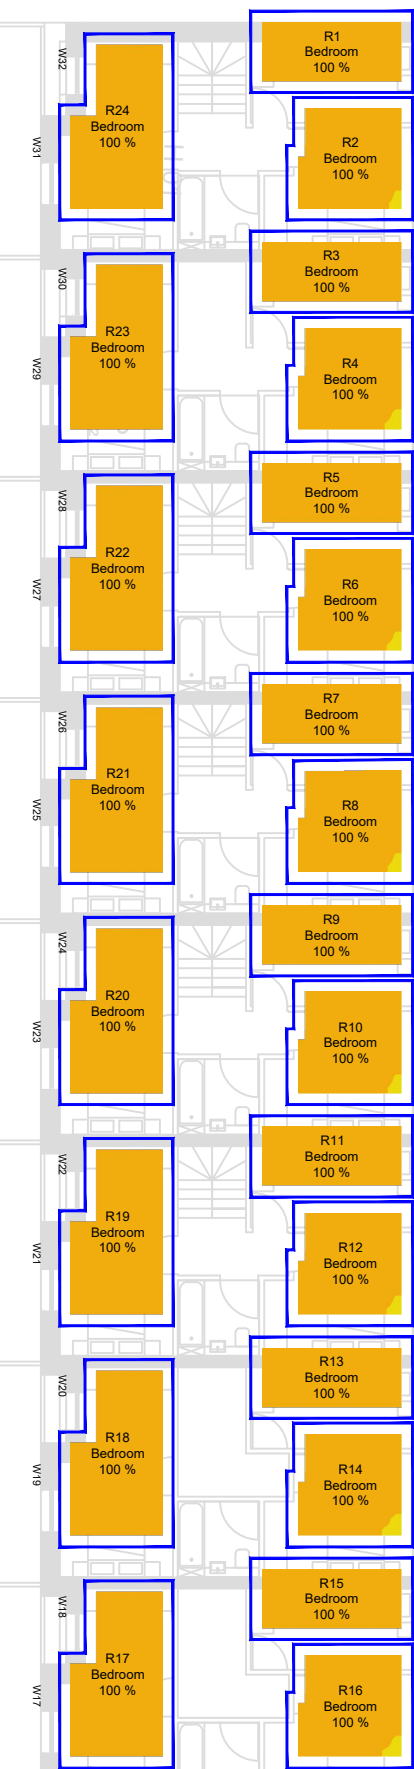 W32
R1
Bedroom
100 %
R24
Bedroom
100 %
W31
R2
Bedroom
100 %
W30
R3
Bedroom
100 %
R23
Bedroom
100 %
W29
R4
Bedroom
100 %
W28
R5
Bedroom
100 %
R22
Bedroom
100 %
W27
R6
Bedroom
100 %
W26
R7
Bedroom
100 %
R21
Bedroom
100 %
W25
R8
Bedroom
100 %
W24
R9
Bedroom
100 %
R20
Bedroom
100 %
W23
R10
Bedroom
100 %
W22
R11
Bedroom
100 %
R19
Bedroom
100 %
W21
R12
Bedroom
100 %
W20
R13
Bedroom
100 %
R18
Bedroom
100 %
W19
R14
Bedroom
100 %
W18
R15
Bedroom
100 %
R17
Bedroom
100 %
W17
R16
Bedroom
100 %